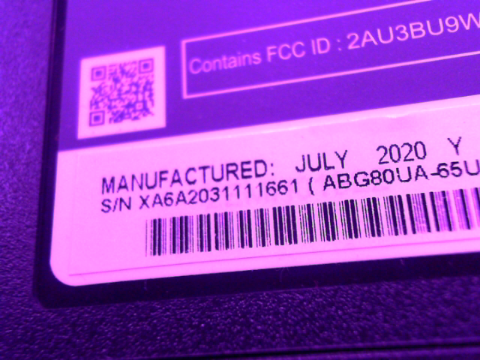 Contains FCC ID : 2AU3BU9W
MANUFACTURED: JULY 2020 Y
S/N XA6A2031111661 ( ABG80UA-65U